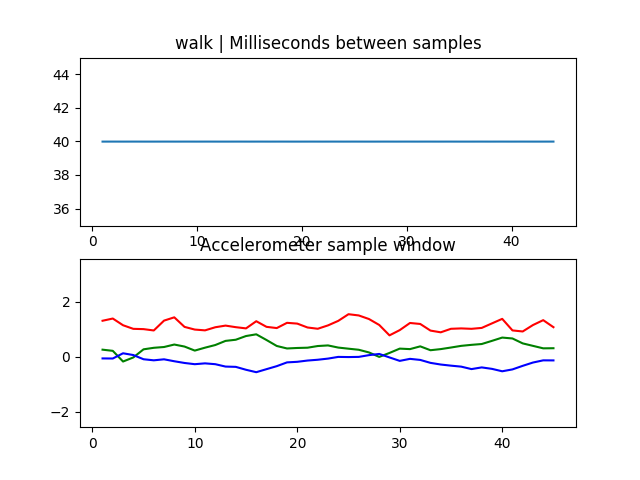 walk | Milliseconds between samples
44
42
40
38
36
0 10 20 30 40
Accelerometer sample window
2
0
−2
0 10 20 30 40